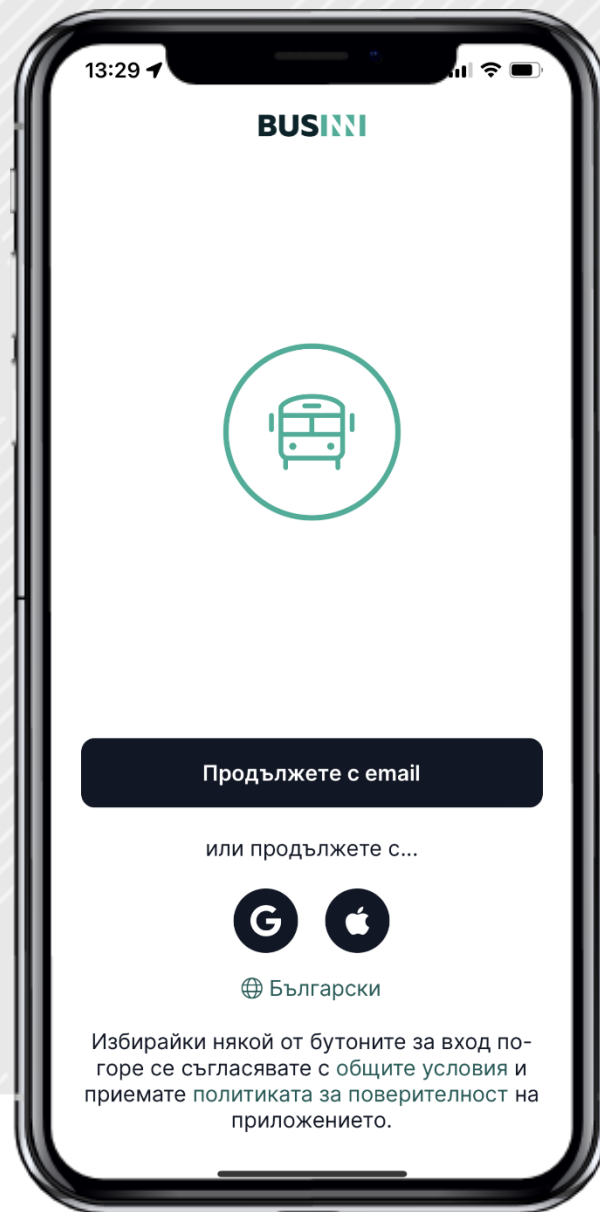 13:29
BUSINNI
Продължете с email
или продължете с...
G
Български
Избирайки някой от бутоните за вход по-
горе се съгласявате с общите условия и
приемате политиката за поверителност на
приложението.